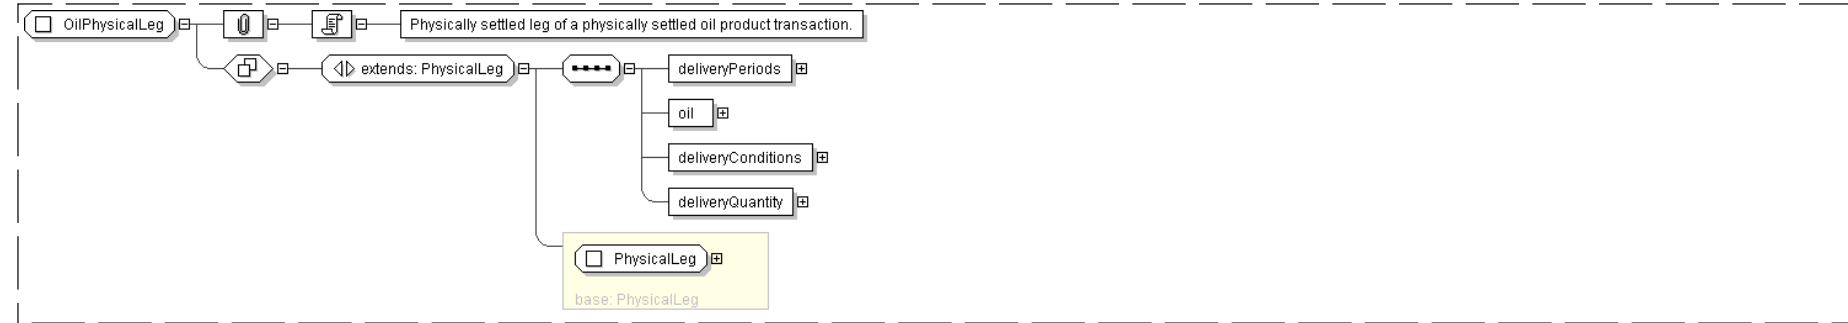 OilPhysicalLeg
Physically settled leg of a physically settled oil product transaction.
extends: PhysicalLeg
deliveryPeriods
oil
deliveryConditions
deliveryQuantity
PhysicalLeg
base: PhysicalLeg